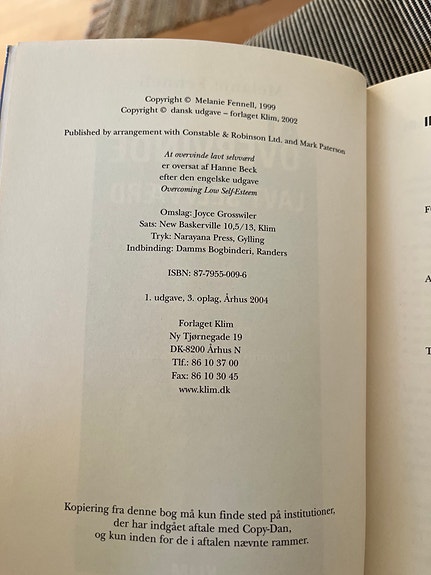 Copyright © Melanie Fennell, 1999
Copyright © dansk udgave – forlaget Klim, 2002
Published by arrangement with Constable & Robinson Ltd. and Mark Paterson
At overvinde lavt selvværd
er oversat af Hanne Beck
efter den engelske udgave
Overcoming Low Self-Esteem
Omslag: Joyce Grosswiler
Sats: New Baskerville 10,5/13, Klim
Tryk: Narayana Press, Gylling
Indbinding: Damms Bogbinderi, Randers
ISBN: 87-7955-009-6
1. udgave, 3. oplag, Århus 2004
Forlaget Klim
Ny Tjørnegade 19
DK-8200 Århus N
Tlf.: 86 10 37 00
Fax: 86 10 30 45
www.klim.dk
Kopiering fra denne bog må kun finde sted på institutioner,
der har indgået aftale med Copy-Dan,
og kun inden for de i aftalen nævnte rammer.